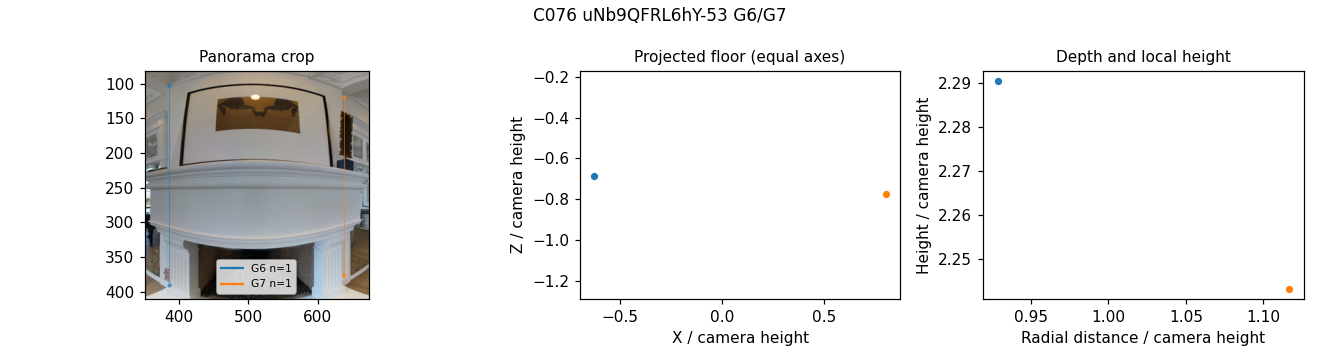 C076 uNb9QFRL6hY-53 G6/G7
Panorama crop
100
150
200
250
300
350
400
400
500
600
G6 n=1
G7 n=1
Projected floor (equal axes)
Z / camera height
−0.2
−0.4
−0.6
−0.8
−1.0
−1.2
−0.5
0.0
0.5
X / camera height
Depth and local height
Height / camera height
2.29
2.28
2.27
2.26
2.25
0.95
1.00
1.05
1.10
Radial distance / camera height